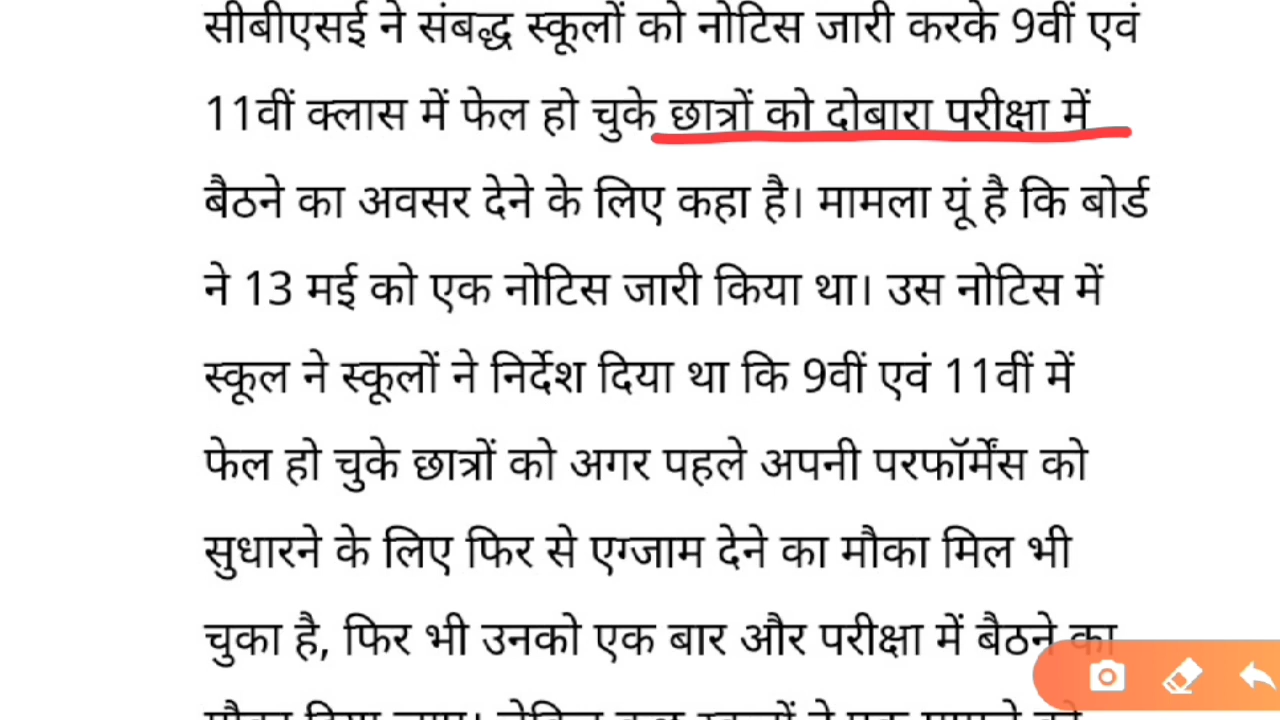 सीबीएसई ने संबद्ध स्कूलों को नोटिस जारी करके 9वीं एवं
11वीं क्लास में फेल हो चुके छात्रों को दोबारा परीक्षा में
बैठने का अवसर देने के लिए कहा है। मामला यूं है कि बोर्ड
ने 13 मई को एक नोटिस जारी किया था। उस नोटिस में
स्कूल ने स्कूलों ने निर्देश दिया था कि 9वीं एवं 11वीं में
फेल हो चुके छात्रों को अगर पहले अपनी परफॉर्मेंस को
सुधारने के लिए फिर से एग्जाम देने का मौका मिल भी
चुका है, फिर भी उनको एक बार और परीक्षा में बैठने का